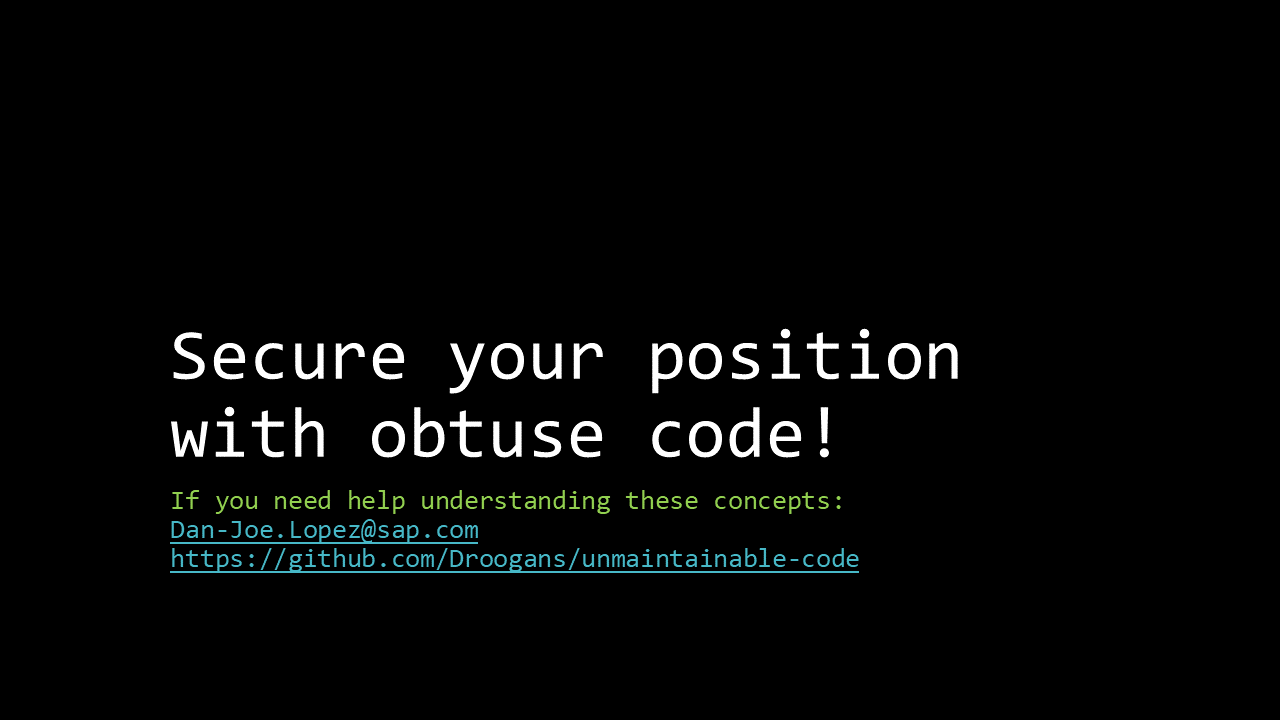 Secure your position
with obtuse code!
If you need help understanding these concepts:
Dan-Joe.Lopez@sap.com
https://github.com/Droogans/unmaintainable-code